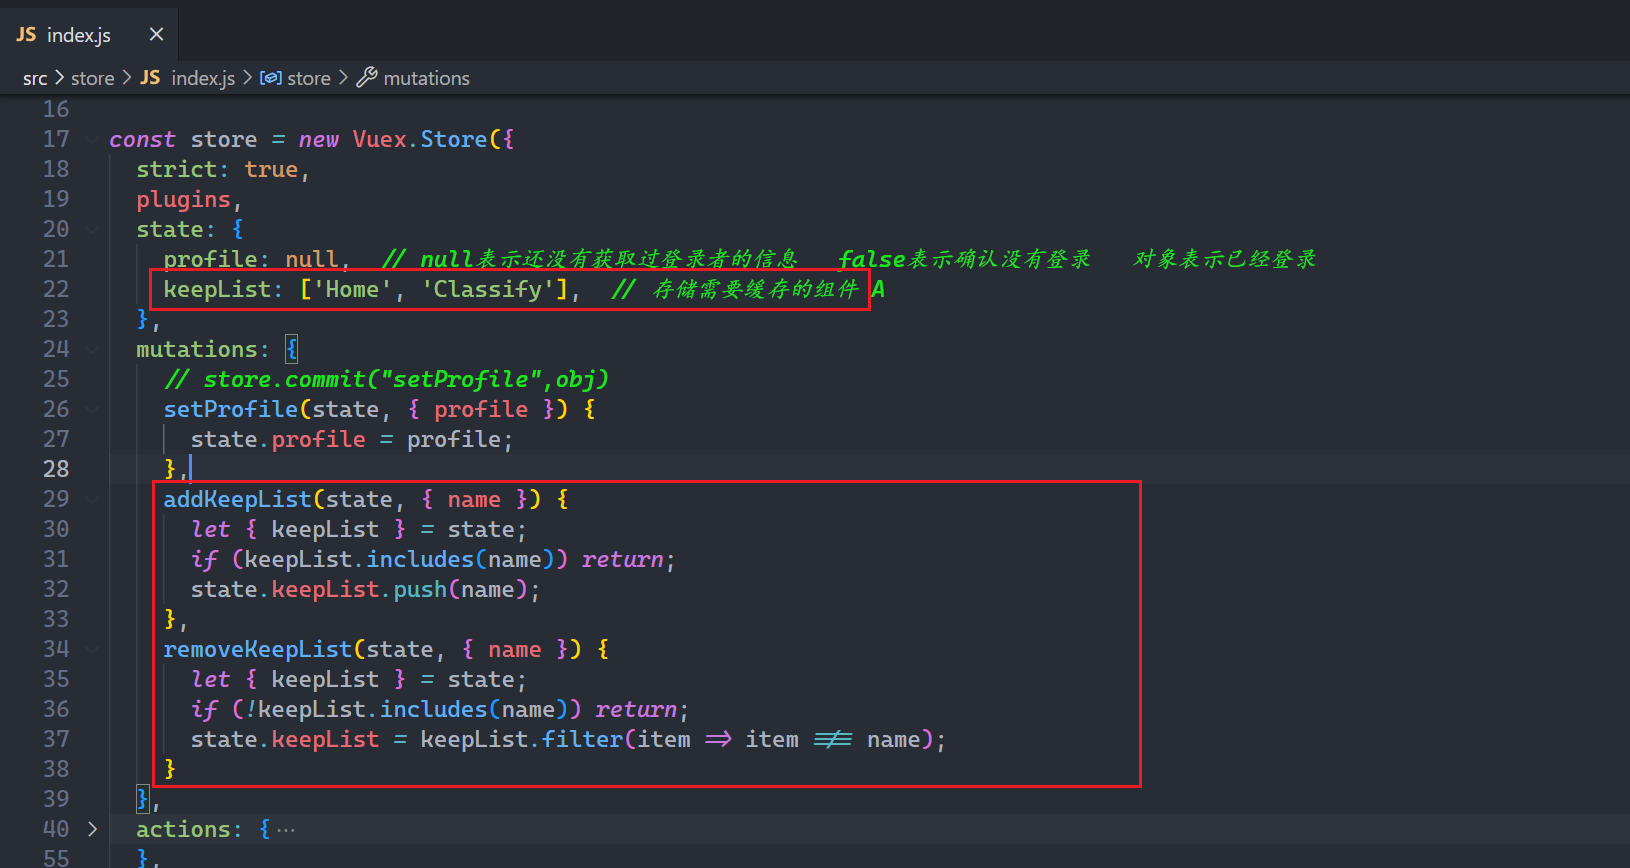 JS index.js ×
src > store > JS index.js > store > mutations
16
17 const store = new Vuex.Store({
18 strict: true,
19 plugins,
20 state: {
21 profile: null, // null表示还没有获取过登录者的信息 false表示确认没有登录 对象表示已经登录
22 keepList: ['Home', 'Classify'], // 存储需要缓存的组件 A
23 },
24 mutations: {
25 // store.commit("setProfile",obj)
26 setProfile(state, { profile }) {
27 state.profile = profile;
28 },
29 addKeepList(state, { name }) {
30 let { keepList } = state;
31 if (keepList.includes(name)) return;
32 state.keepList.push(name);
33 },
34 removeKeepList(state, { name }) {
35 let { keepList } = state;
36 if (!keepList.includes(name)) return;
37 state.keepList = keepList.filter(item => item !== name);
38 }
39 },
40 > actions: { ···
55 },